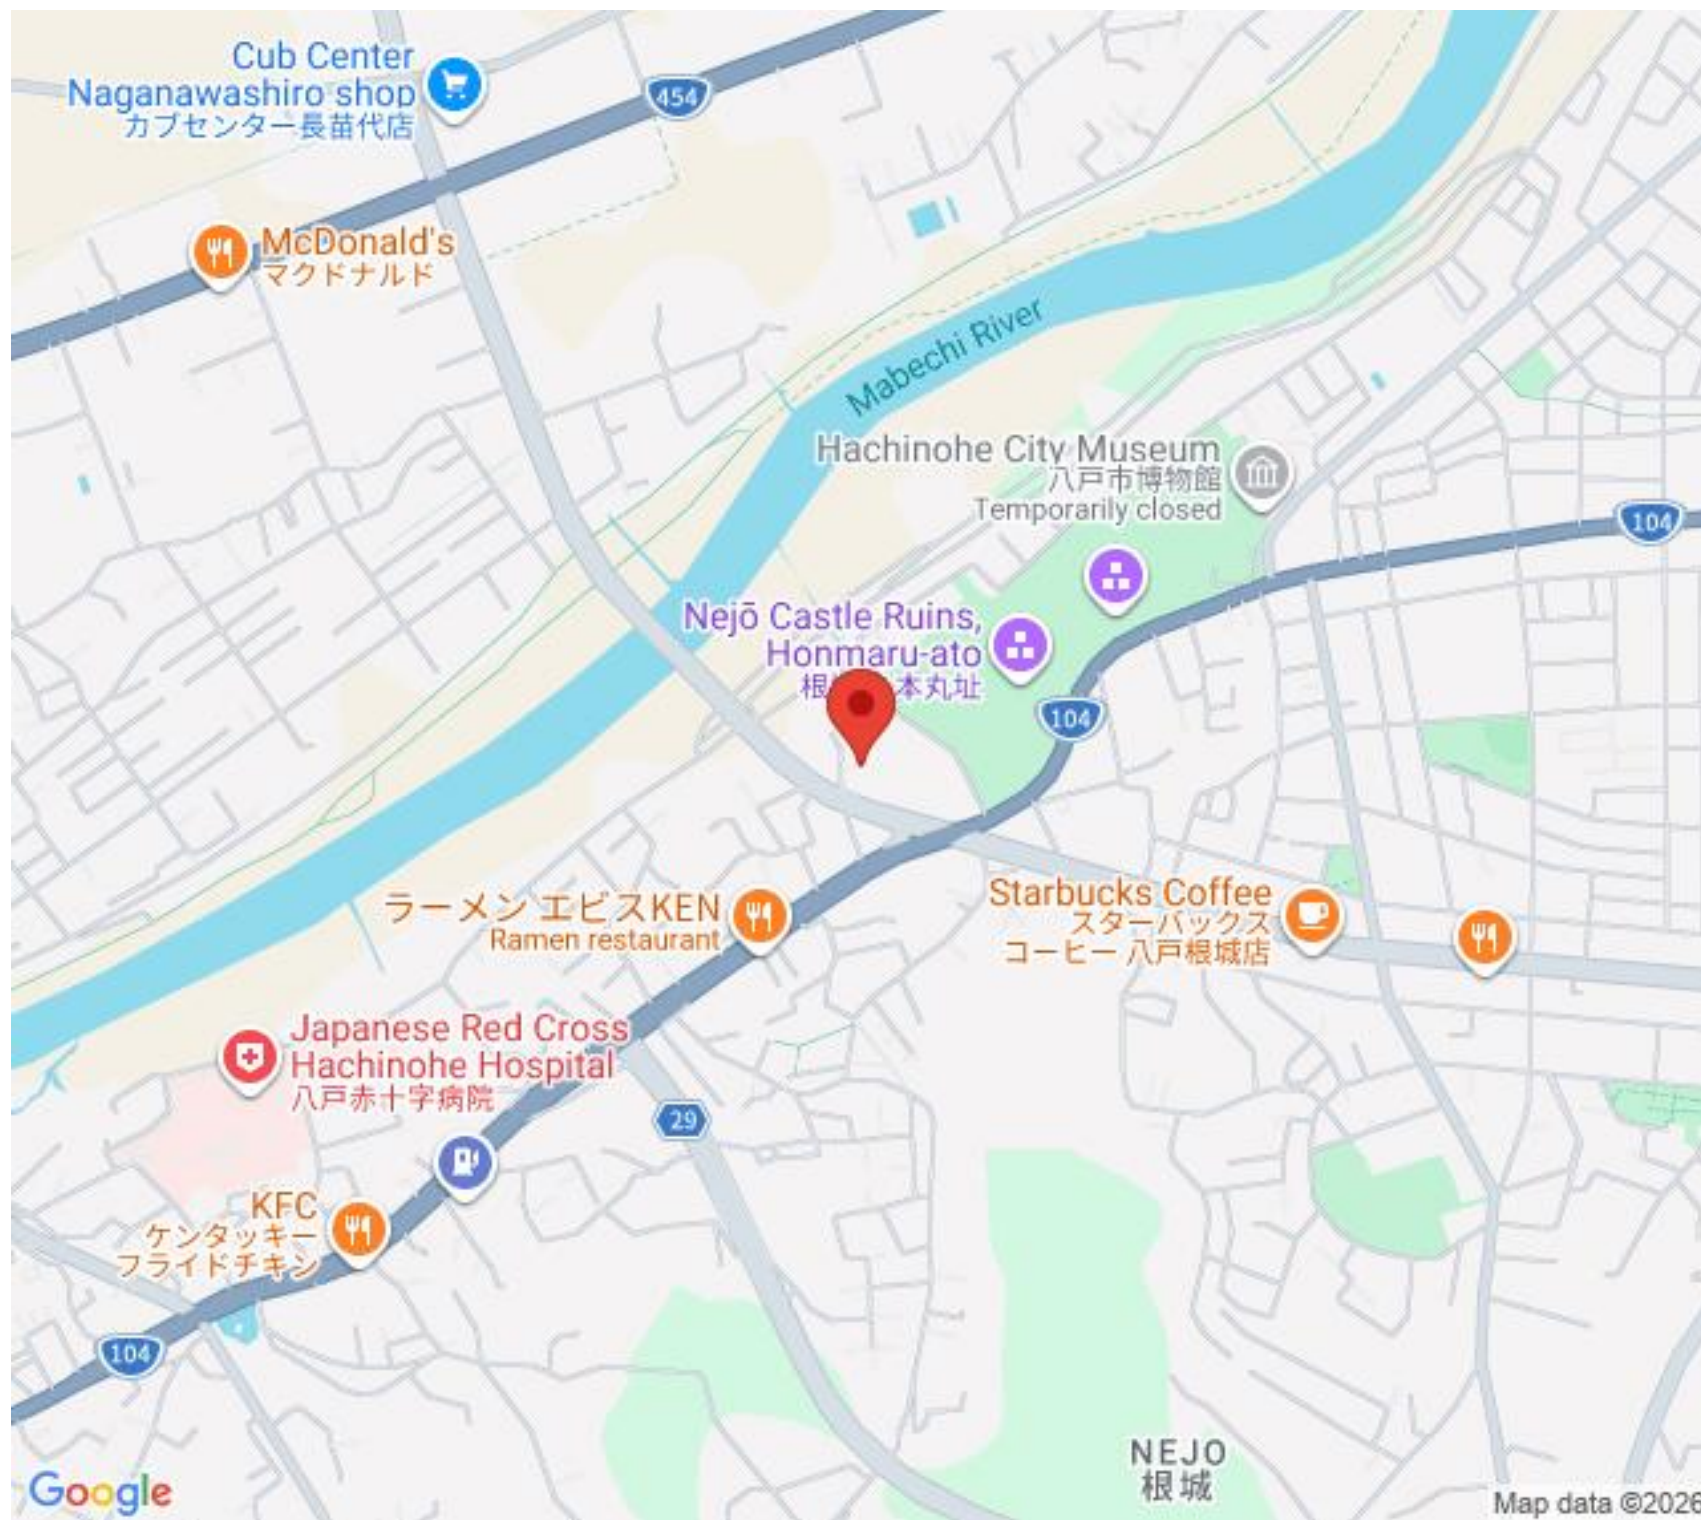 Cub Center
Naganawashiro shop
カブセンター長苗代店
454
McDonald's
マクドナルド
Mabechi River
Hachinohe City Museum
八戸市博物館
Temporarily closed
104
Nejō Castle Ruins,
Honmaru-ato
根 本丸址
104
ラーメン エビスKEN
Ramen restaurant
Starbucks Coffee
スターバックス
コーヒー 八戸根城店
Japanese Red Cross
Hachinohe Hospital
八戸赤十字病院
29
KFC
ケンタッキー
フライドチキン
104
NEJO
根城
Google
Map data ©2026